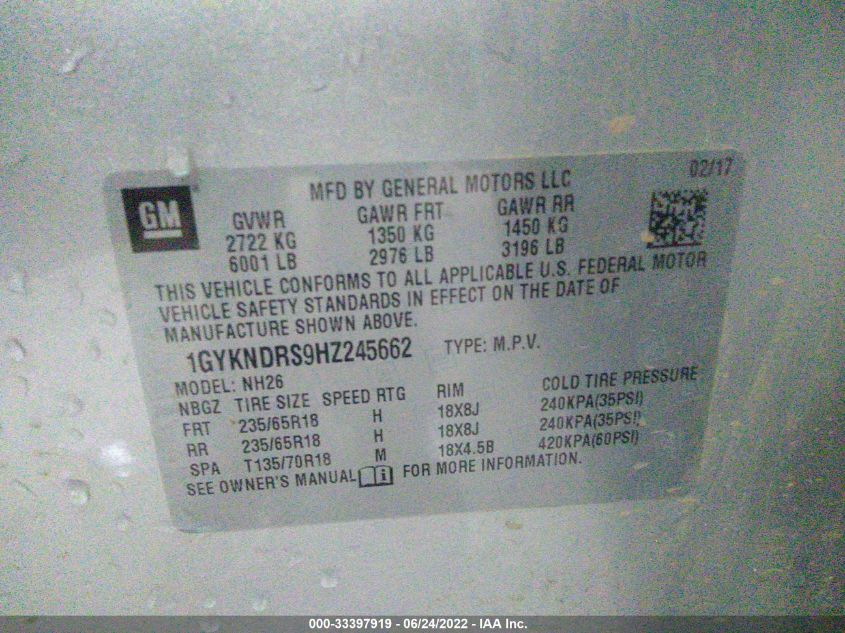 GM
MFD BY GENERAL MOTORS LLC 02/17
GVWR GAWR FRT GAWR RR
2722 KG 1350 KG 1450 KG
6001 LB 2976 LB 3196 LB
THIS VEHICLE CONFORMS TO ALL APPLICABLE U.S. FEDERAL MOTOR
VEHICLE SAFETY STANDARDS IN EFFECT ON THE DATE OF
MANUFACTURE SHOWN ABOVE.
1GYKNDRS9HZ245662 TYPE: M.P.V.
MODEL: NH26
NBGZ TIRE SIZE SPEED RTG RIM COLD TIRE PRESSURE
FRT 235/65R18 H 18X8J 240KPA(35PSI)
RR 235/65R18 H 18X8J 240KPA(35PSI)
SPA T135/70R18 M 18X4.5B 420KPA(60PSI)
SEE OWNER'S MANUAL i FOR MORE INFORMATION.
000-33397919 - 06/24/2022 - IAA Inc.